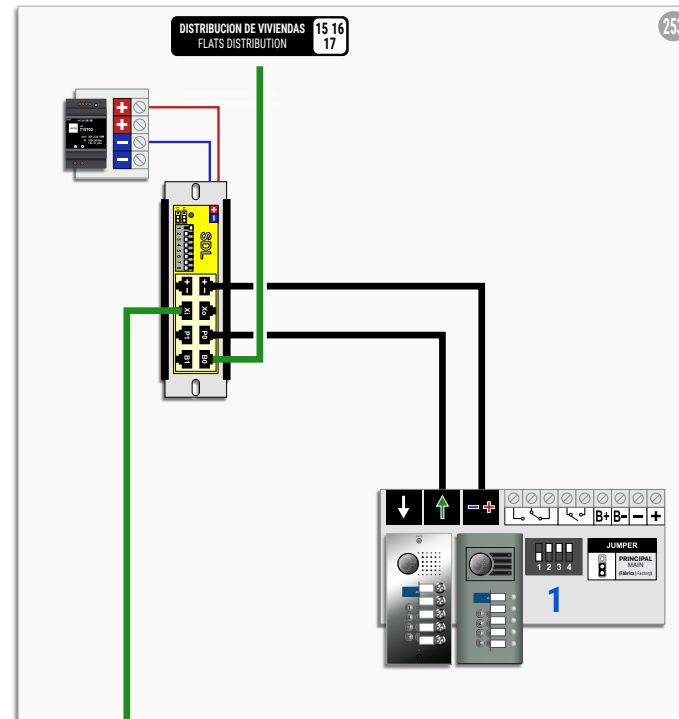 DISTRIBUCION DE VIVIENDAS
FLATS DISTRIBUTION
15 16
17
253
+
+
−
−
+
−
SDL
+ −
+ −
Xi
Xo
P1
P0
B1
B0
− +
B+ B− − +
1 2 3 4
JUMPER
PRINCIPAL
MAIN
(Fábrica | Factory)
1